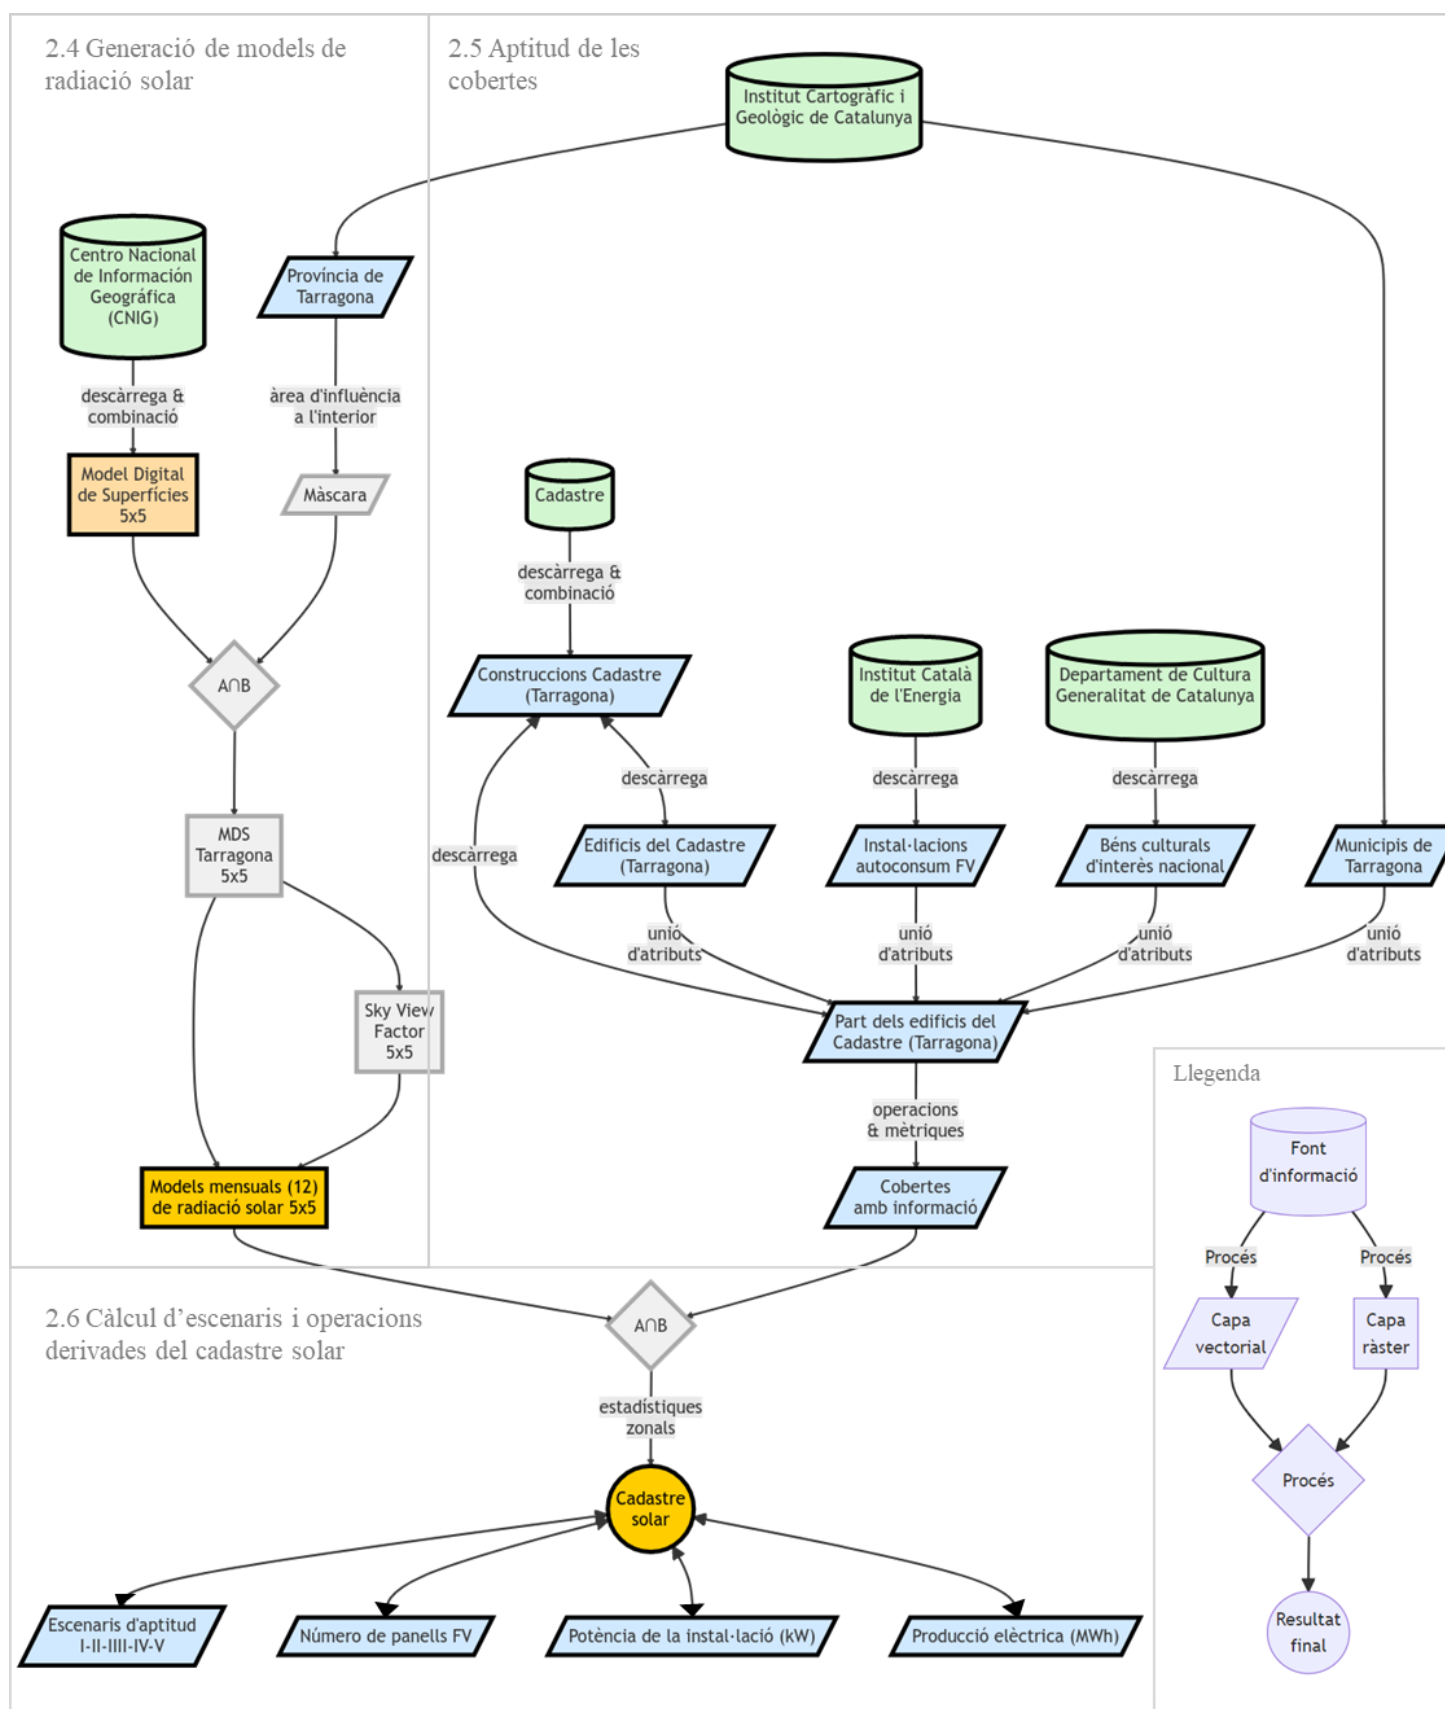 2.4 Generació de models de
radiació solar
2.5 Aptitud de les
cobertes
Institut Cartogràfic i
Geològic de Catalunya
Centro Nacional
de Información
Geográfica
(CNIG)
Província de
Tarragona
descàrrega &
combinació
àrea d'influència
a l'interior
Model Digital
de Superfícies
5x5
Màscara
Cadastre
descàrrega &
combinació
A∩B
Construccions Cadastre
(Tarragona)
Institut Català
de l'Energia
Departament de Cultura
Generalitat de Catalunya
descàrrega
descàrrega
descàrrega
MDS
Tarragona
5x5
descàrrega
Edificis del Cadastre
(Tarragona)
Instal·lacions
autoconsum FV
Béns culturals
d'interès nacional
Municipis de
Tarragona
unió
d'atributs
unió
d'atributs
unió
d'atributs
unió
d'atributs
Sky View
Factor
5x5
Part dels edificis del
Cadastre (Tarragona)
operacions
& mètriques
Models mensuals (12)
de radiació solar 5x5
Cobertes
amb informació
Llegenda
Font
d'informació
Procés
Procés
Capa
vectorial
Capa
ràster
Procés
Resultat
final
2.6 Càlcul d’escenaris i operacions
derivades del cadastre solar
A∩B
estadístiques
zonals
Cadastre
solar
Escenaris d'aptitud
I-II-IIII-IV-V
Número de panells FV
Potència de la instal·lació (kW)
Producció elèctrica (MWh)